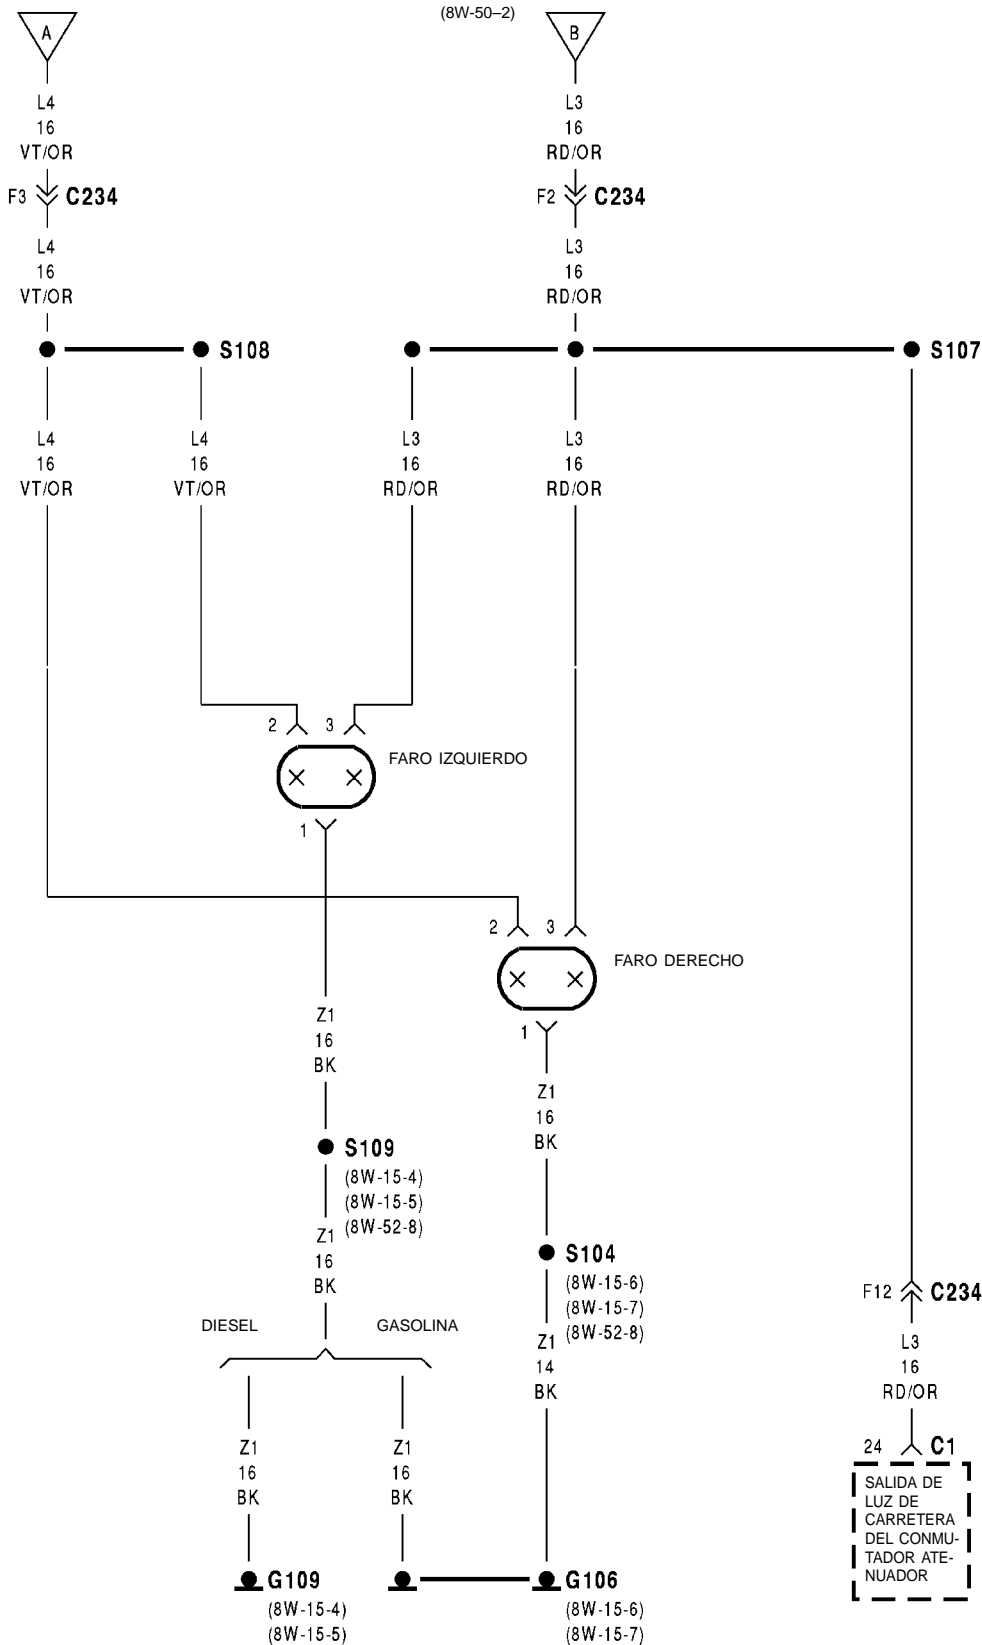 (8W-50–2)
A
B
L4
16
VT/OR
L3
16
RD/OR
F3
C234
F2
C234
L4
16
VT/OR
L3
16
RD/OR
S108
S107
L4
16
VT/OR
L4
16
VT/OR
L3
16
RD/OR
L3
16
RD/OR
2
3
FARO IZQUIERDO
1
2
3
FARO DERECHO
1
Z1
16
BK
Z1
16
BK
S109
(8W-15-4)
(8W-15-5)
(8W-52-8)
Z1
16
BK
S104
(8W-15-6)
(8W-15-7)
(8W-52-8)
Z1
14
BK
F12
C234
L3
16
RD/OR
DIESEL
GASOLINA
Z1
16
BK
Z1
16
BK
24
C1
SALIDA DE
LUZ DE
CARRETERA
DEL CONMU-
TADOR ATE-
NUADOR
G109
(8W-15-4)
(8W-15-5)
G106
(8W-15-6)
(8W-15-7)